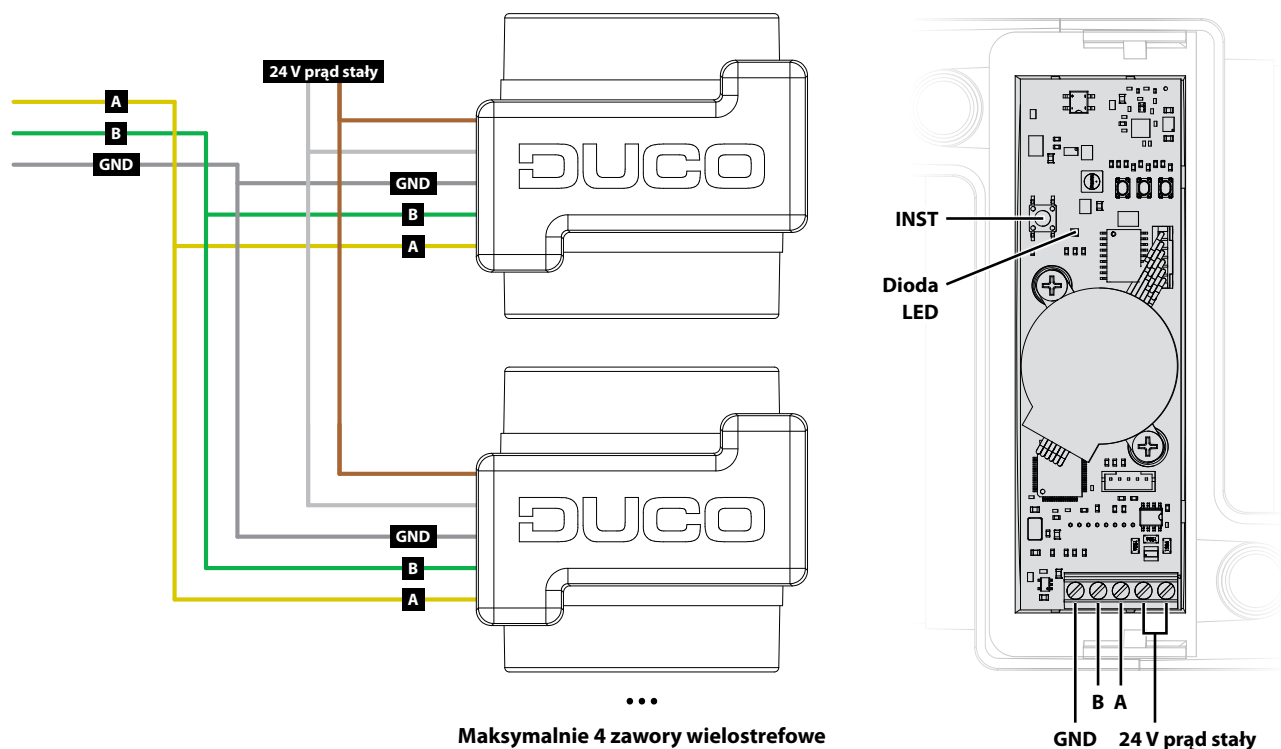 24 V prąd stały
A
B
GND
GND
B
A
DUCO
GND
B
A
DUCO
•••
Maksymalnie 4 zawory wielostrefowe
INST
Dioda
LED
B A
GND 24 V prąd stały